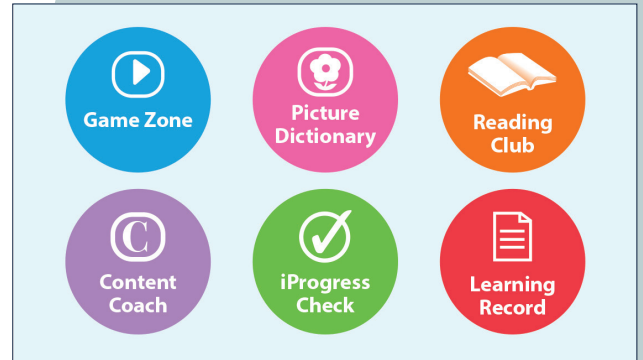 Game Zone
Picture
Dictionary
Reading
Club
C
Content
Coach
iProgress
Check
Learning
Record